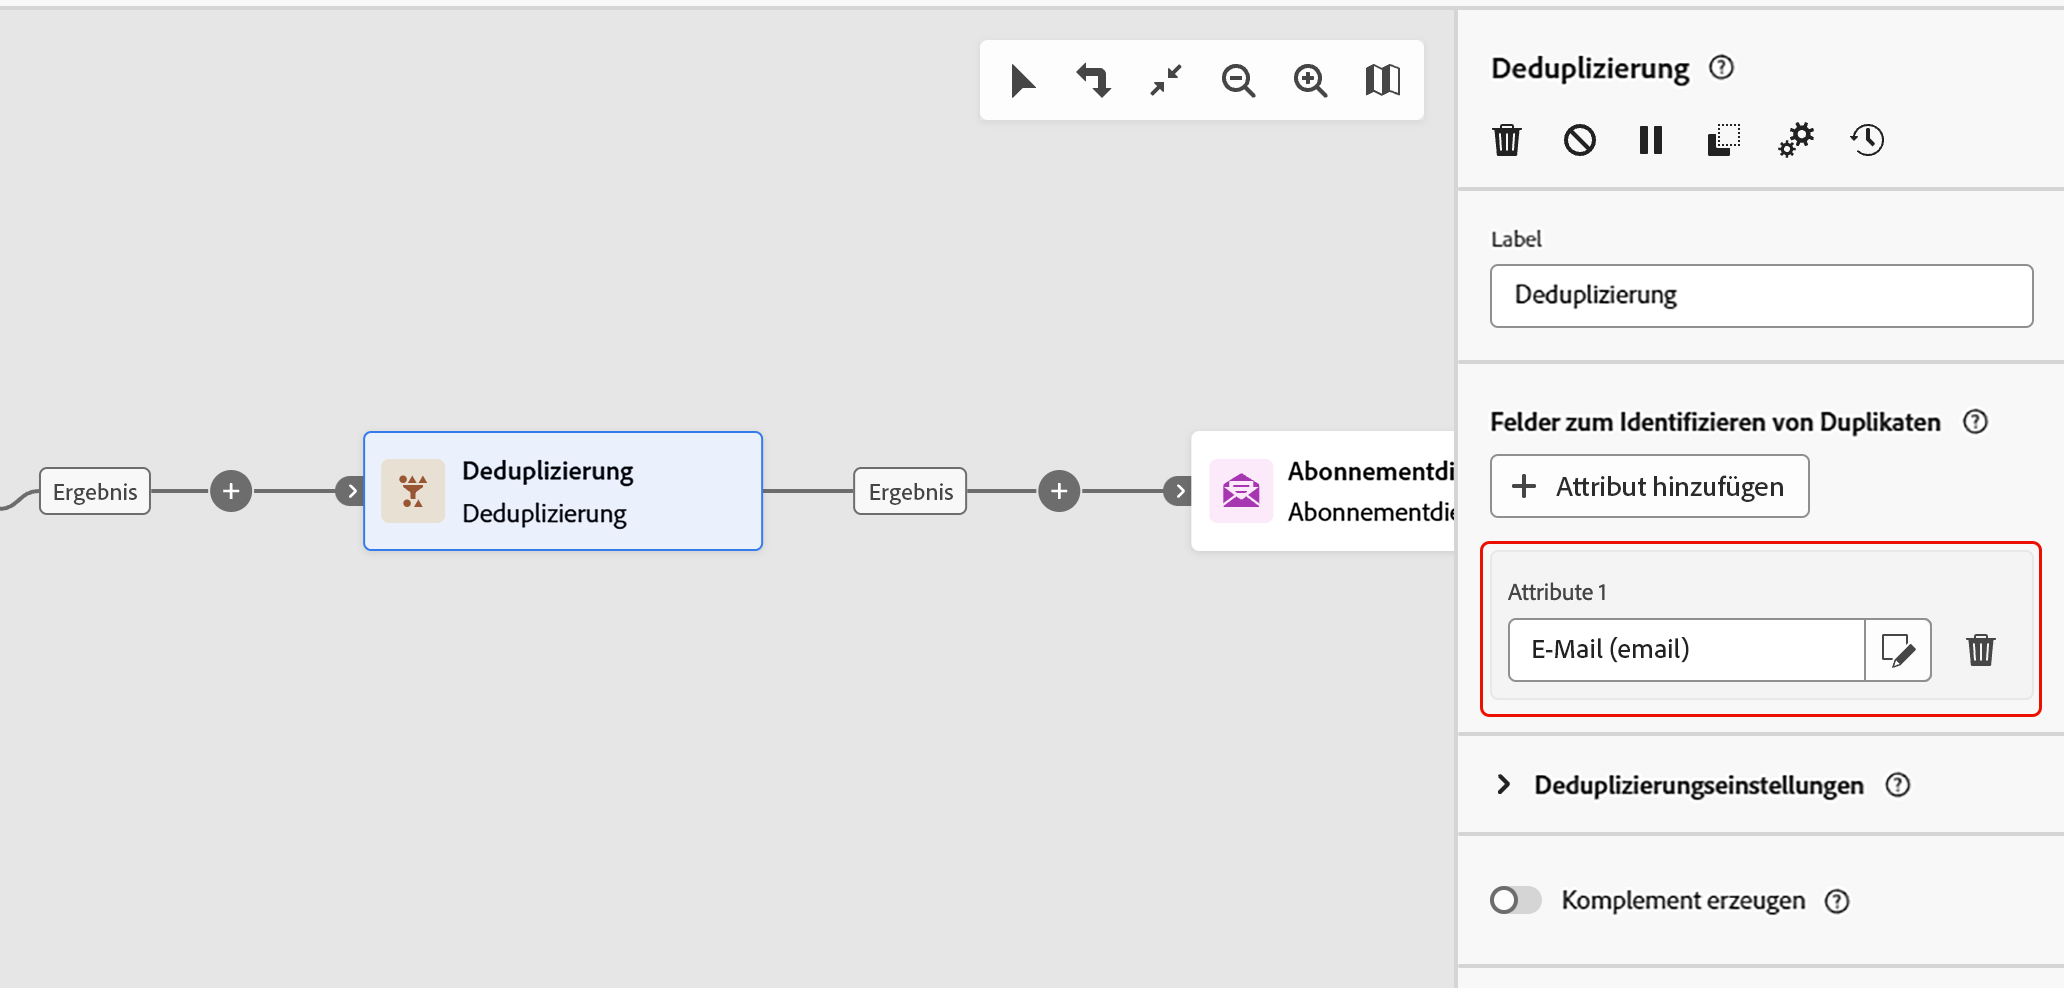 Ergebnis
Deduplizierung
Deduplizierung
Ergebnis
Abonnementdi
Abonnementdie
Deduplizierung
Label
Deduplizierung
Felder zum Identifizieren von Duplikaten
Attribut hinzufügen
Attribute 1
E-Mail (email)
Deduplizierungseinstellungen
Komplement erzeugen